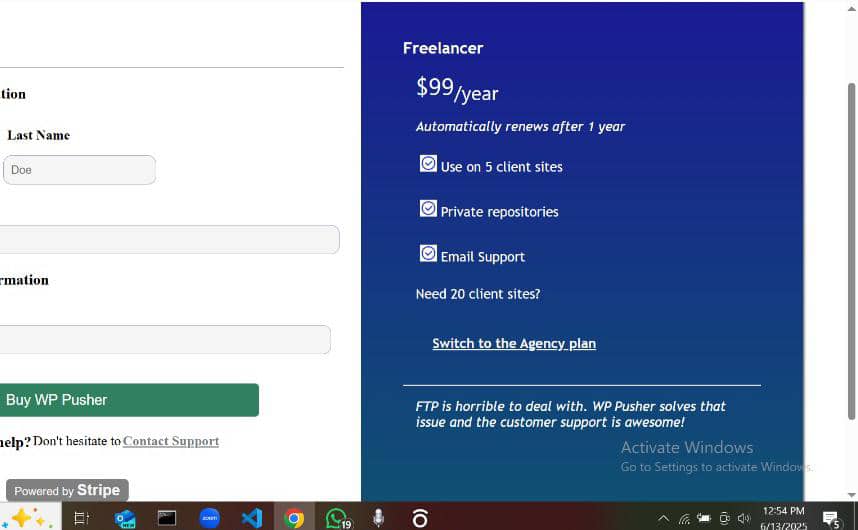 tion
Last Name
Doe
rmation
Buy WP Pusher
help? Don't hesitate to Contact Support
Powered by Stripe
Freelancer
$99/year
Automatically renews after 1 year
Use on 5 client sites
Private repositories
Email Support
Need 20 client sites?
Switch to the Agency plan
FTP is horrible to deal with. WP Pusher solves that
issue and the customer support is awesome!
Activate Windows
Go to Settings to activate Windows.
zoom
19
12:54 PM
6/13/2025
5